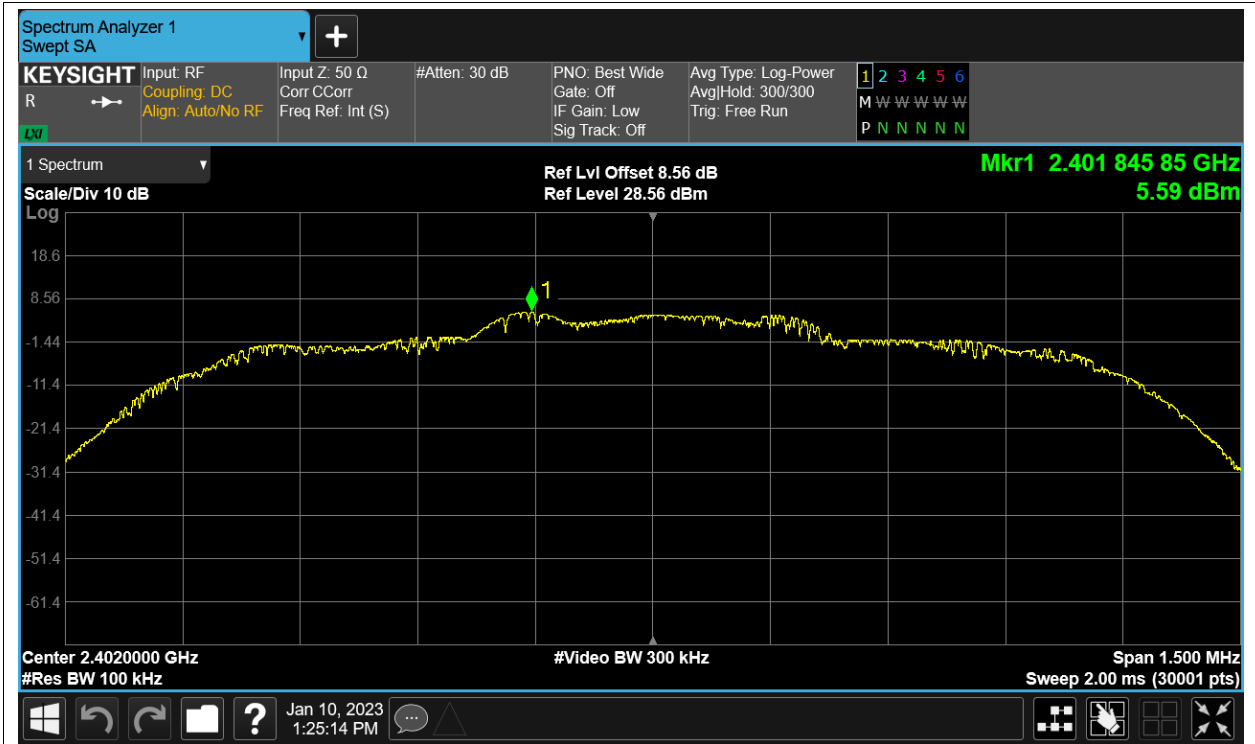 Spectrum Analyzer 1
Swept SA
KEYSIGHT
R
LXI
Input: RF
Coupling: DC
Align: Auto/No RF
Input Z: 50 Ω
Corr CCorr
Freq Ref: Int (S)
#Atten: 30 dB
PNO: Best Wide
Gate: Off
IF Gain: Low
Sig Track: Off
Avg Type: Log-Power
Avg|Hold: 300/300
Trig: Free Run
1 2 3 4 5 6
M W W W W W
P N N N N N
1 Spectrum
Scale/Div 10 dB
Log
Ref Lvl Offset 8.56 dB
Ref Level 28.56 dBm
Mkr1 2.401 845 85 GHz
5.59 dBm
1
18.6
8.56
-1.44
-11.4
-21.4
-31.4
-41.4
-51.4
-61.4
Center 2.4020000 GHz
#Video BW 300 kHz
Span 1.500 MHz
#Res BW 100 kHz
Sweep 2.00 ms (30001 pts)
?
Jan 10, 2023
1:25:14 PM